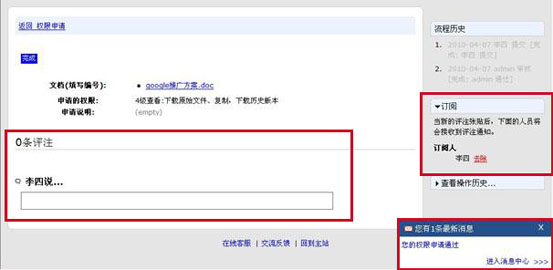 返回 权限申请
完成
文档(填写编号): • google推广方案.doc
申请的权限: 4级查看:下载原始文件、复制，下载历史版本
申请说明: (empty)
0条评注
李四说...
在线客服 | 交流反馈 | 回到主站
流程历史
1. 2010-04-07 李四 提交 [完成: 李四 提交]
2. 2010-04-07 admin 审核 [完成: admin 通过]
订阅
当新的评注张贴后，下面的人员将会接收到评注通知。
订阅人
李四 去除
查看操作历史...
您有1条最新消息 X
您的权限申请通过
进入消息中心 >>>